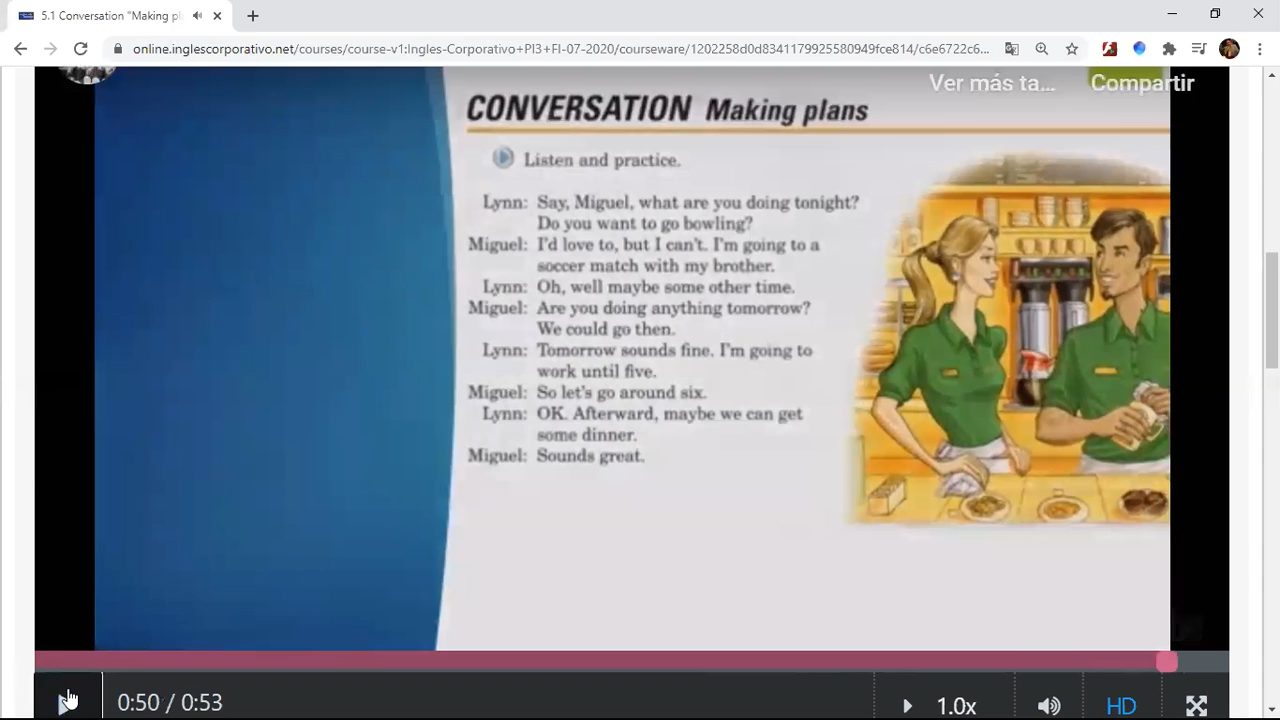 5.1 Conversation "Making pl
online.inglescorporativo.net/courses/course-v1:Ingles-Corporativo+PI3+FI-07-2020/courseware/1202258d0d8341179925580949fce814/c6e6722c6...
Ver más ta... Compartir
CONVERSATION Making plans
Listen and practice.
Lynn: Say, Miguel, what are you doing tonight?
Do you want to go bowling?
Miguel: I'd love to, but I can't. I'm going to a
soccer match with my brother.
Lynn: Oh, well maybe some other time.
Miguel: Are you doing anything tomorrow?
We could go then.
Lynn: Tomorrow sounds fine. I'm going to
work until five.
Miguel: So let's go around six.
Lynn: OK. Afterward, maybe we can get
some dinner.
Miguel: Sounds great.
0:50 / 0:53
1.0x
HD